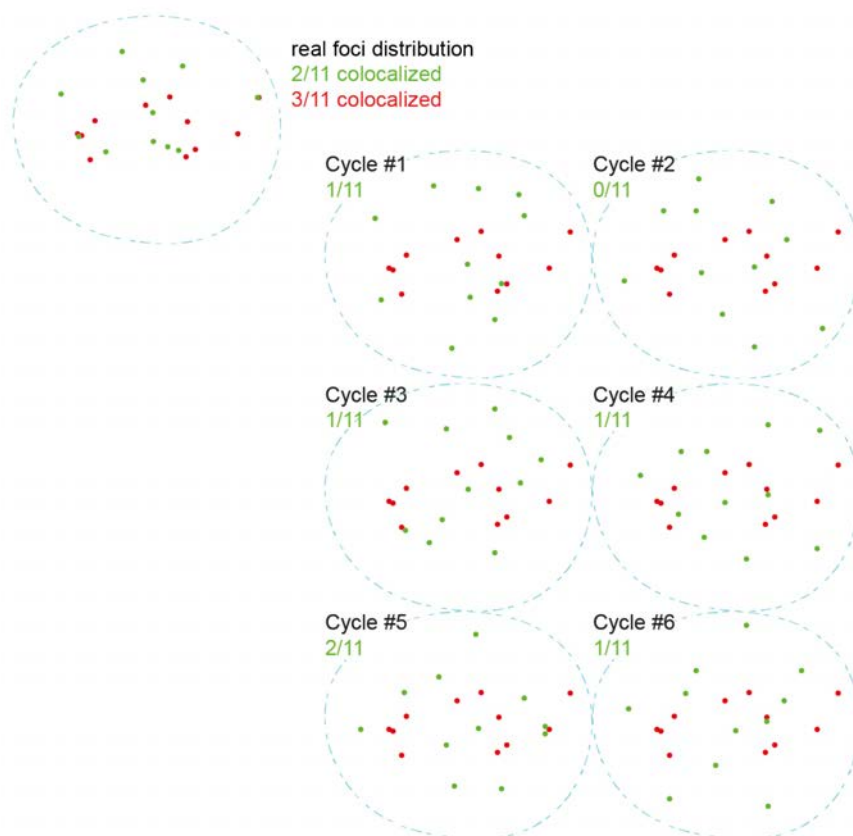 real foci distribution
2/11 colocalized
3/11 colocalized
Cycle #1
1/11
Cycle #2
0/11
Cycle #3
1/11
Cycle #4
1/11
Cycle #5
2/11
Cycle #6
1/11